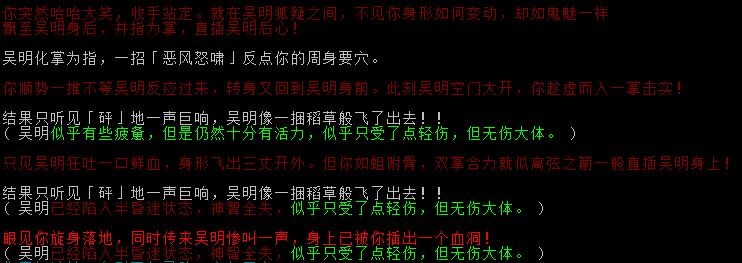 你突然哈哈大笑，收手站定。就在吴明狐疑之间，不见你身形如何变动，却如鬼魅一样
飘至吴明身后，并指为掌，直插吴明后心！
吴明化掌为指，一招「恶风怒啸」反点你的周身要穴。
你顺势一推不等吴明反应过来，转身又回到吴明身前。此刻吴明空门大开，你趁虚而入一掌击实！
结果只听见「砰」地一声巨响，吴明像一捆稻草般飞了出去！！
( 吴明似乎有些疲惫，但是仍然十分有活力，似乎只受了点轻伤，但无伤大体。 )
只见吴明狂吐一口鲜血，身形飞出三丈开外。但你如蛆附骨，双掌合力就似离弦之箭一般直插吴明身上！
结果只听见「砰」地一声巨响，吴明像一捆稻草般飞了出去！！
( 吴明已经陷入半昏迷状态，神智全失，似乎只受了点轻伤，但无伤大体。 )
眼见你旋身落地，同时传来吴明惨叫一声，身上已被你插出一个血洞！
( 吴明已经陷入半昏迷状态，神智全失，似乎只受了点轻伤，但无伤大体。 )